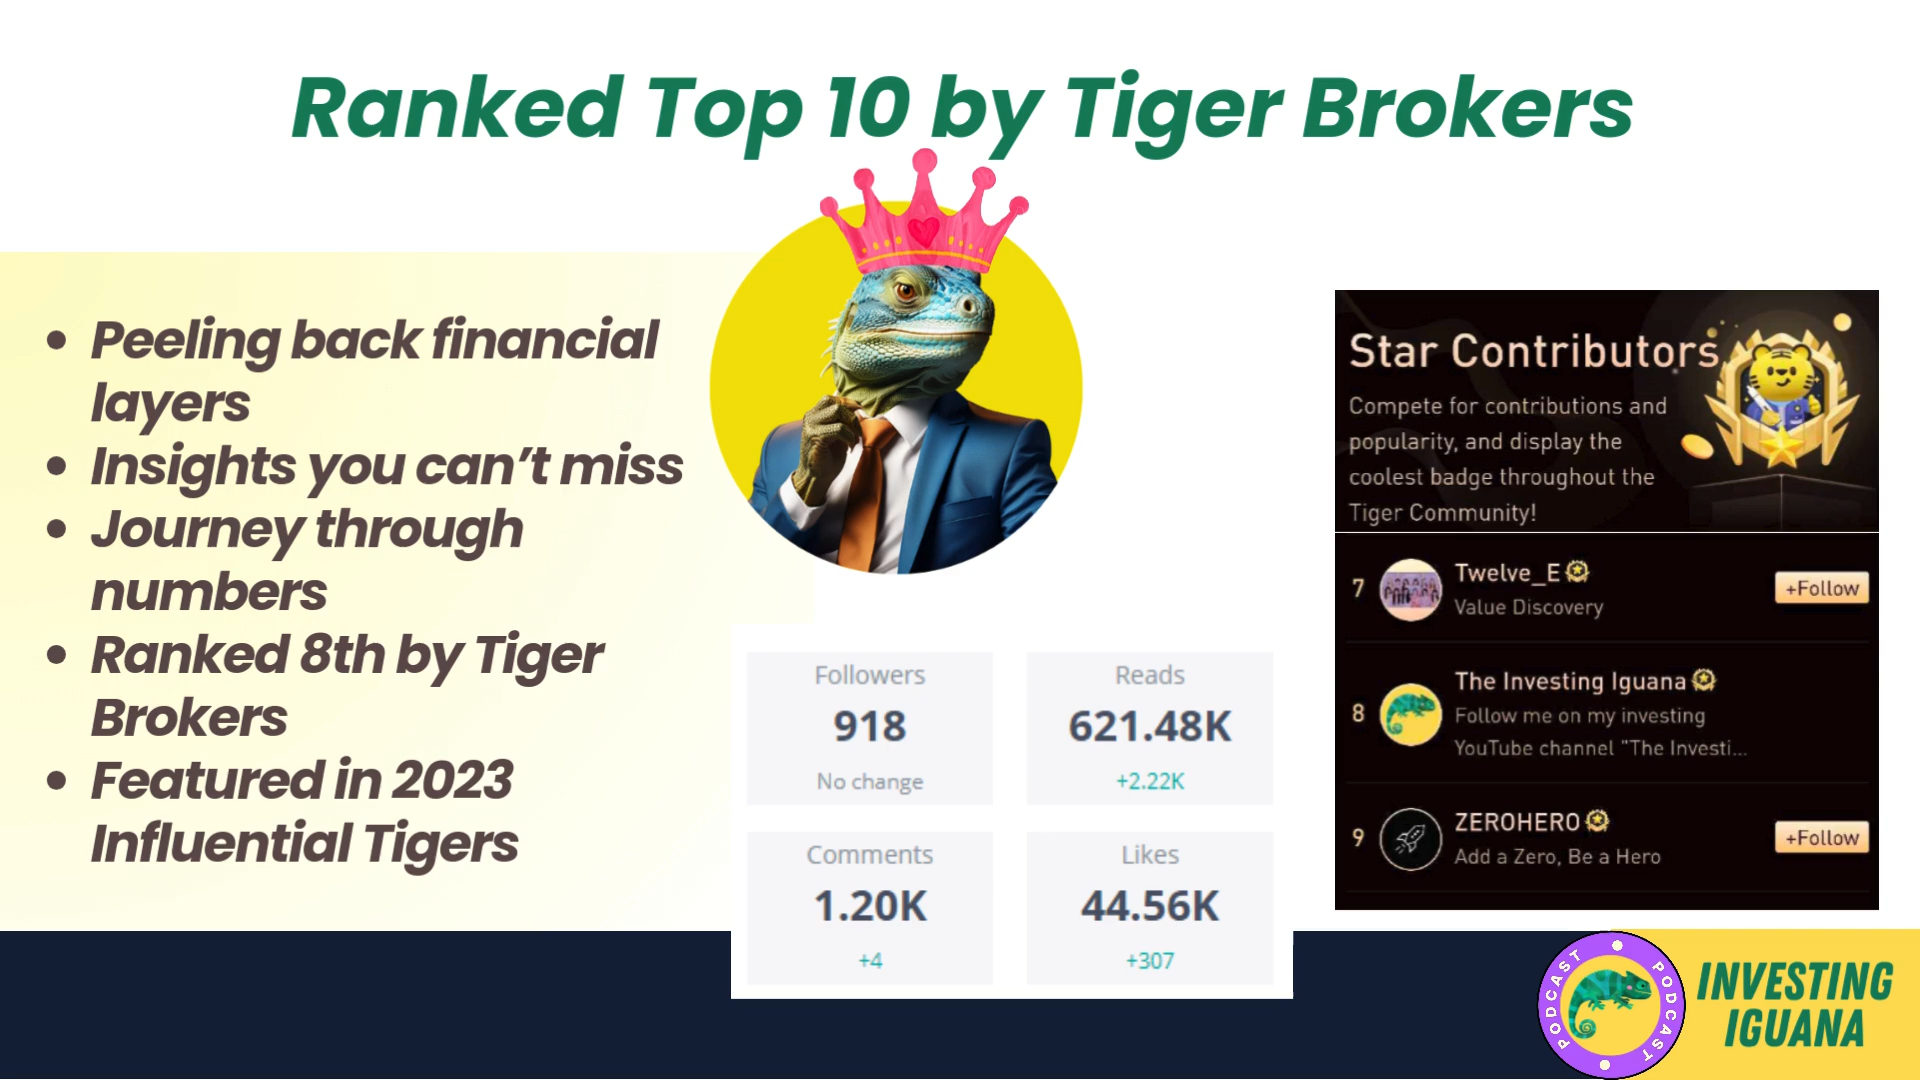 Ranked Top 10 by Tiger Brokers
• Peeling back financial
layers
• Insights you can’t miss
• Journey through
numbers
• Ranked 8th by Tiger
Brokers
• Featured in 2023
Influential Tigers
Followers
918
No change
Reads
621.48K
+2.22K
Comments
1.20K
+4
Likes
44.56K
+307
Star Contributors
Compete for contributions and
popularity, and display the
coolest badge throughout the
Tiger Community!
7
Twelve_E
Value Discovery
+Follow
8
The Investing Iguana
Follow me on my investing
YouTube channel "The Investi...
9
ZEROHERO
Add a Zero, Be a Hero
+Follow
PODCAST
PODCAST
INVESTING
IGUANA